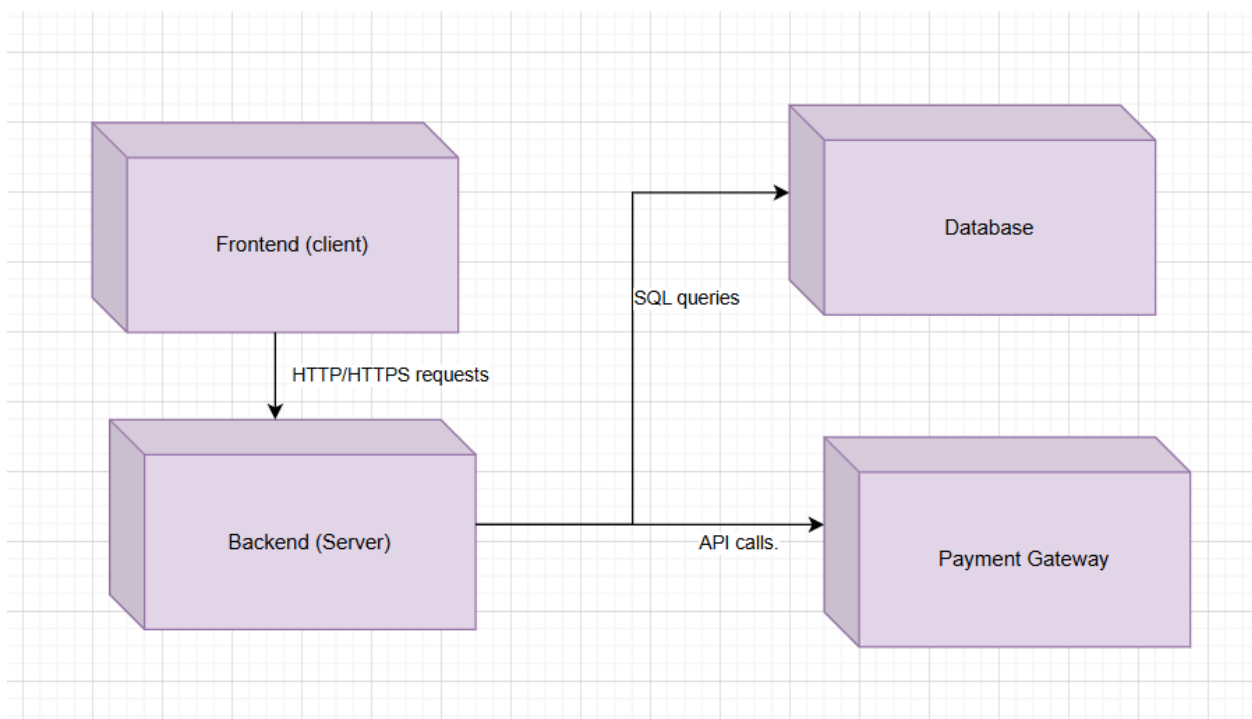 Frontend (client)
HTTP/HTTPS requests
Backend (Server)
SQL queries
Database
API calls.
Payment Gateway